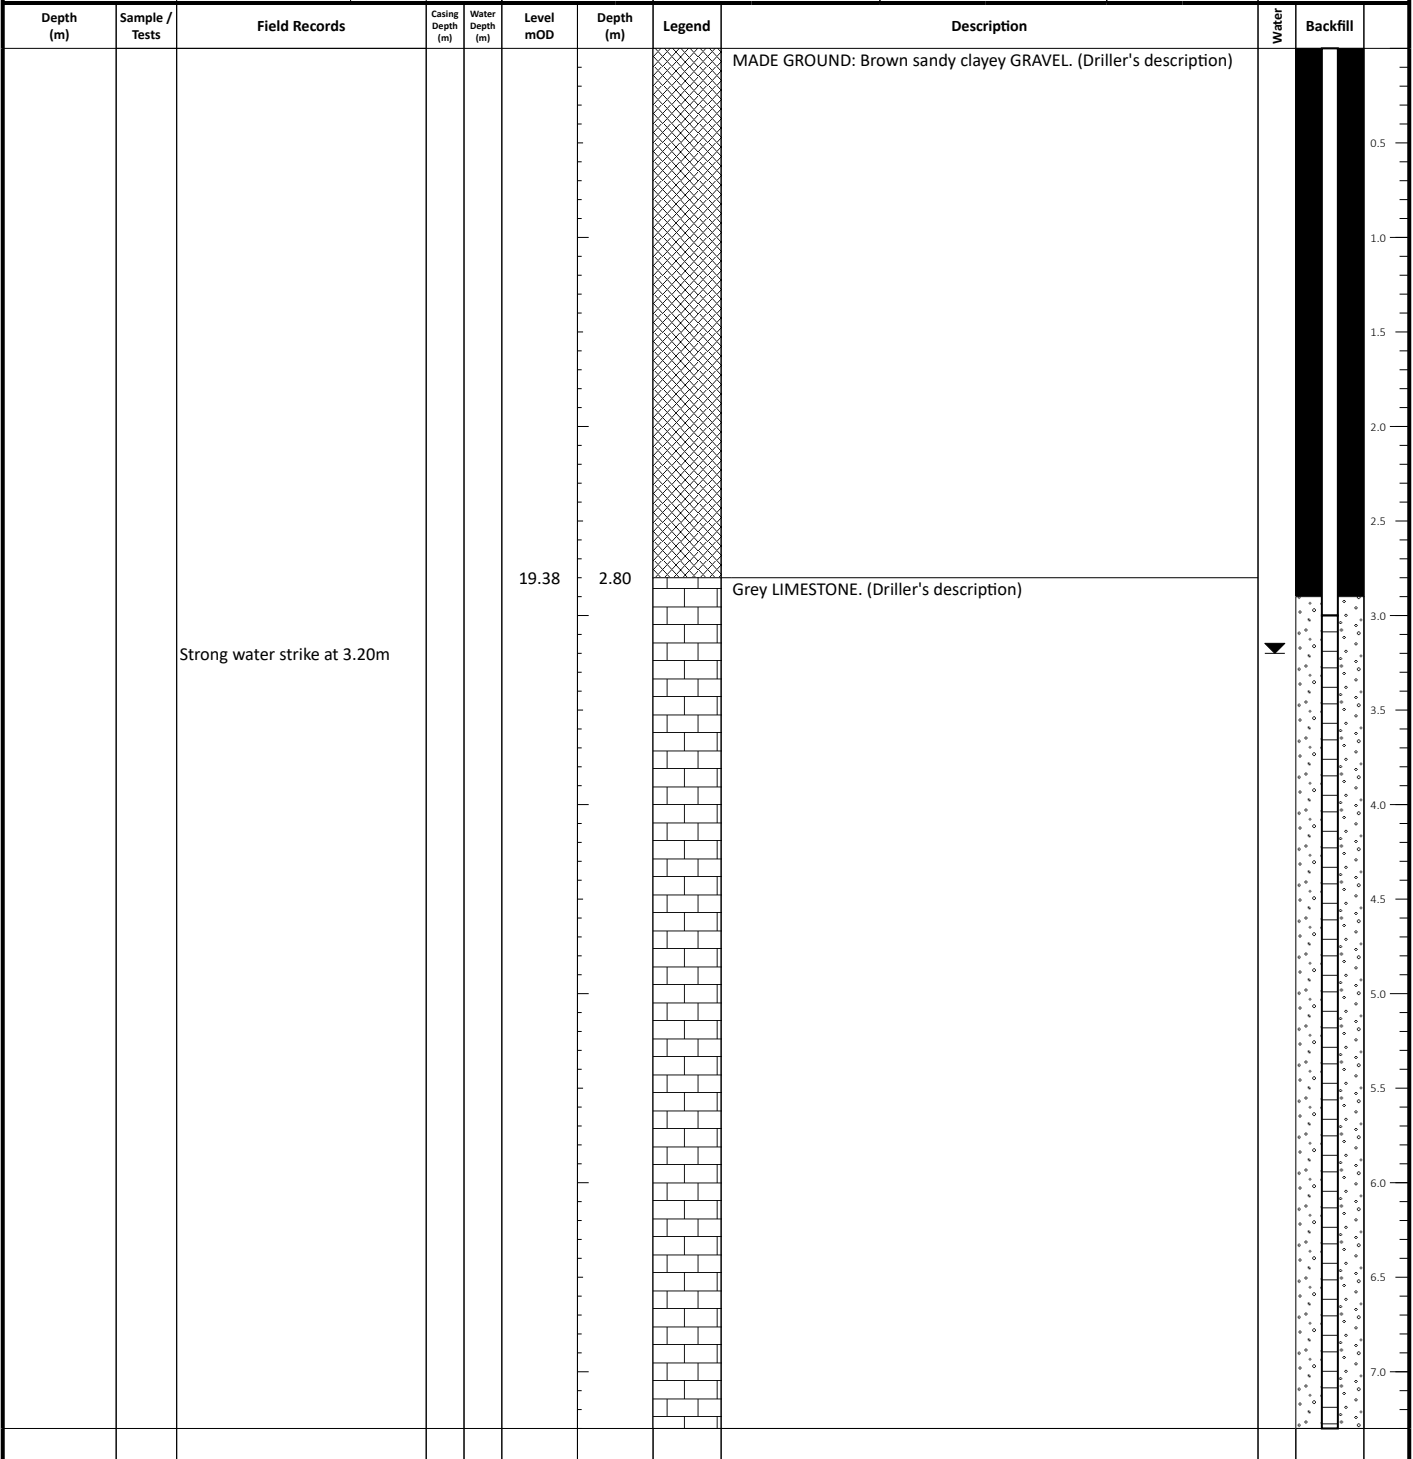 Depth (m)
Sample / Tests
Field Records
Casing Depth (m)
Water Depth (m)
Level mOD
Depth (m)
Legend
Description
Water
Backfill
MADE GROUND: Brown sandy clayey GRAVEL. (Driller's description)
0.5
1.0
1.5
2.0
2.5
19.38 2.80
Grey LIMESTONE. (Driller's description)
3.0
Strong water strike at 3.20m
3.5
4.0
4.5
5.0
5.5
6.0
6.5
7.0